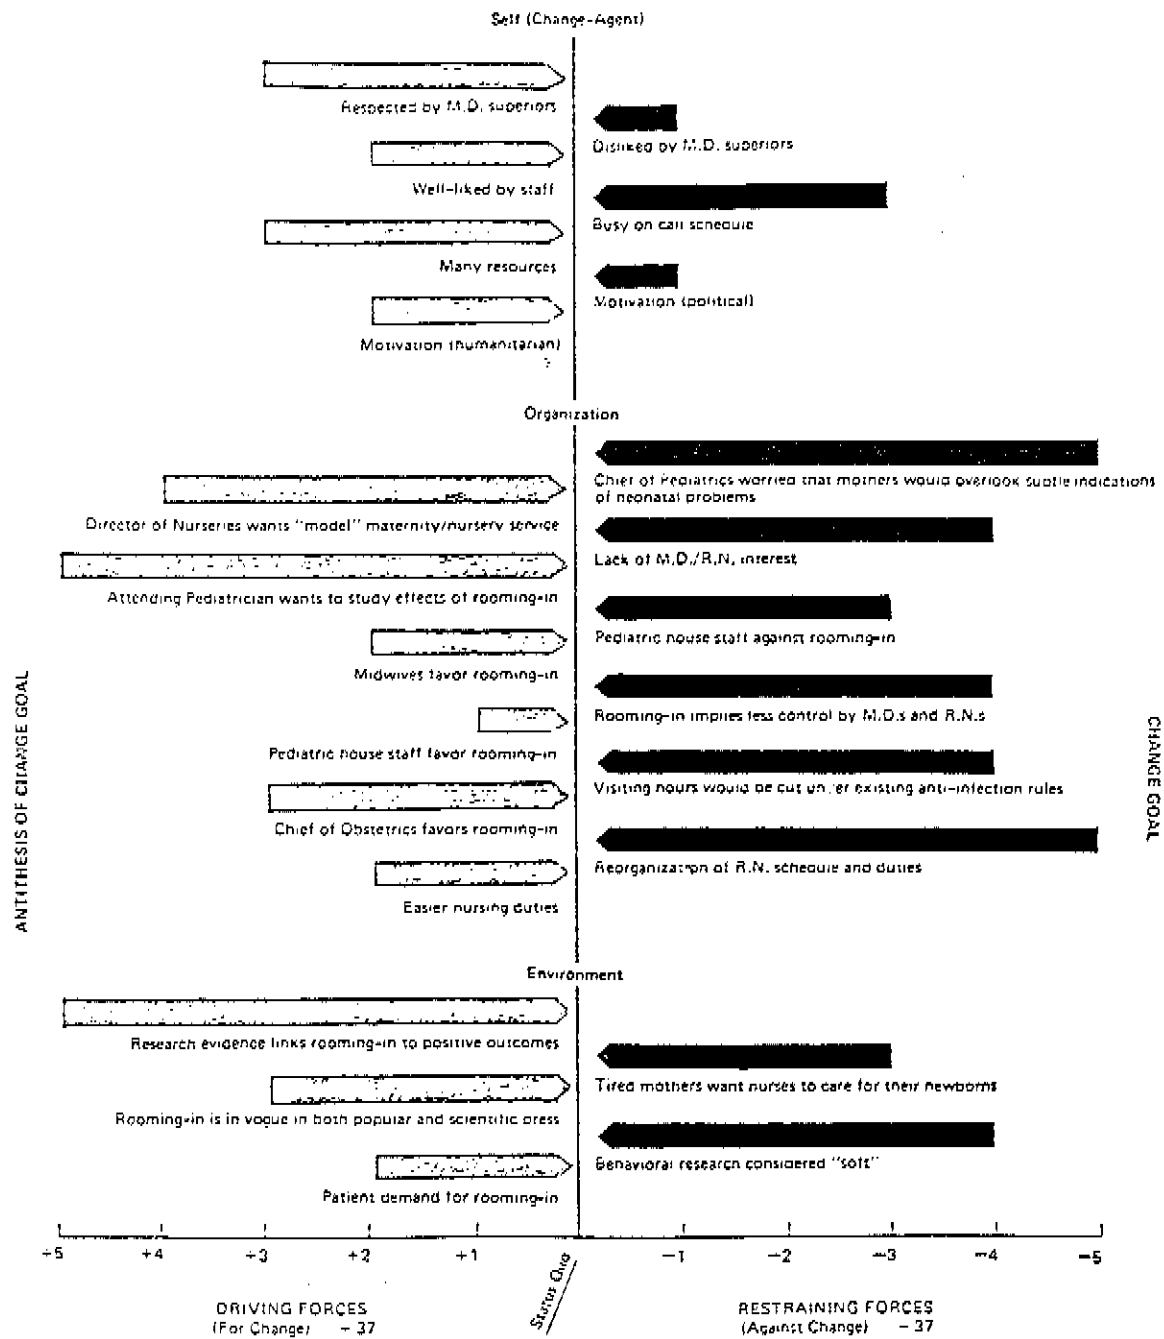 Self (Change-Agent)
Respected by M.D. superiors
Disliked by M.D. superiors
Well-liked by staff
Busy on call schedule
Many resources
Motivation (political)
Motivation (humanitarian)
Organization
Chief of Pediatrics worried that mothers would overlook subtle indications
of neonatal problems
Director of Nurseries wants "model" maternity/nursery service
Lack of M.D./R.N. interest
Attending Pediatrician wants to study effects of rooming-in
Pediatric house staff against rooming-in
Midwives favor rooming-in
Rooming-in implies less control by M.D.s and R.N.s
Pediatric house staff favor rooming-in
Visiting hours would be cut existing anti-infection rules
Chief of Obstetrics favors rooming-in
Reorganization of R.N. schedule and duties
Easier nursing duties
ANTITHESIS OF CHANGE GOAL
CHANGE GOAL
Environment
Research evidence links rooming-in to positive outcomes
Tired mothers want nurses to care for their newborns
Rooming-in is in vogue in both popular and scientific press
Behavioral research considered "soft"
Patient demand for rooming-in
+5 +4 +3 +2 +1 Status Quo -1 -2 -3 -4 -5
DRIVING FORCES
(For Change) + 37
RESTRAINING FORCES
(Against Change) - 37